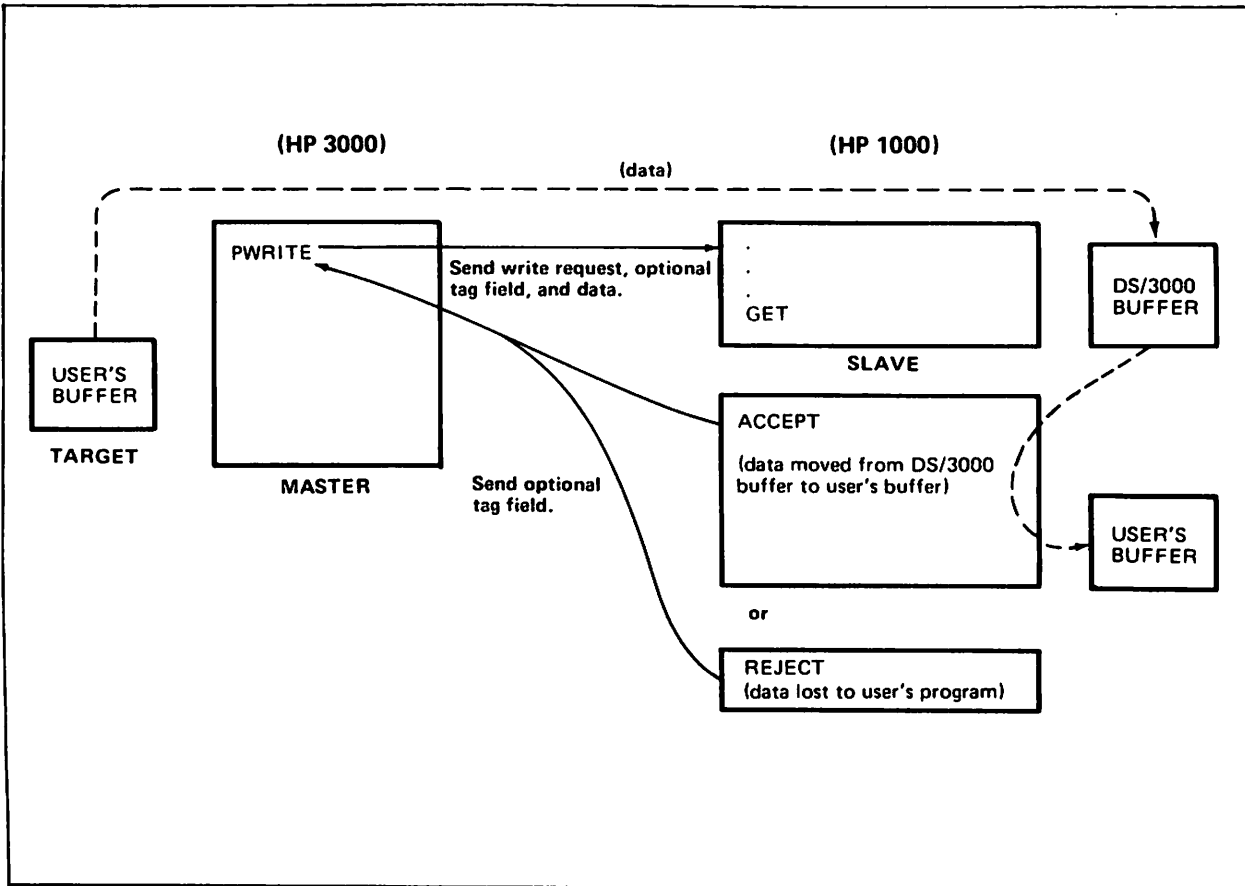 (HP 3000)
(HP 1000)
(data)
PWRITE
Send write request, optional
tag field, and data.
.
.
.
GET
DS/3000
BUFFER
SLAVE
USER'S
BUFFER
TARGET
MASTER
ACCEPT
(data moved from DS/3000
buffer to user's buffer)
Send optional
tag field.
USER'S
BUFFER
or
REJECT
(data lost to user's program)